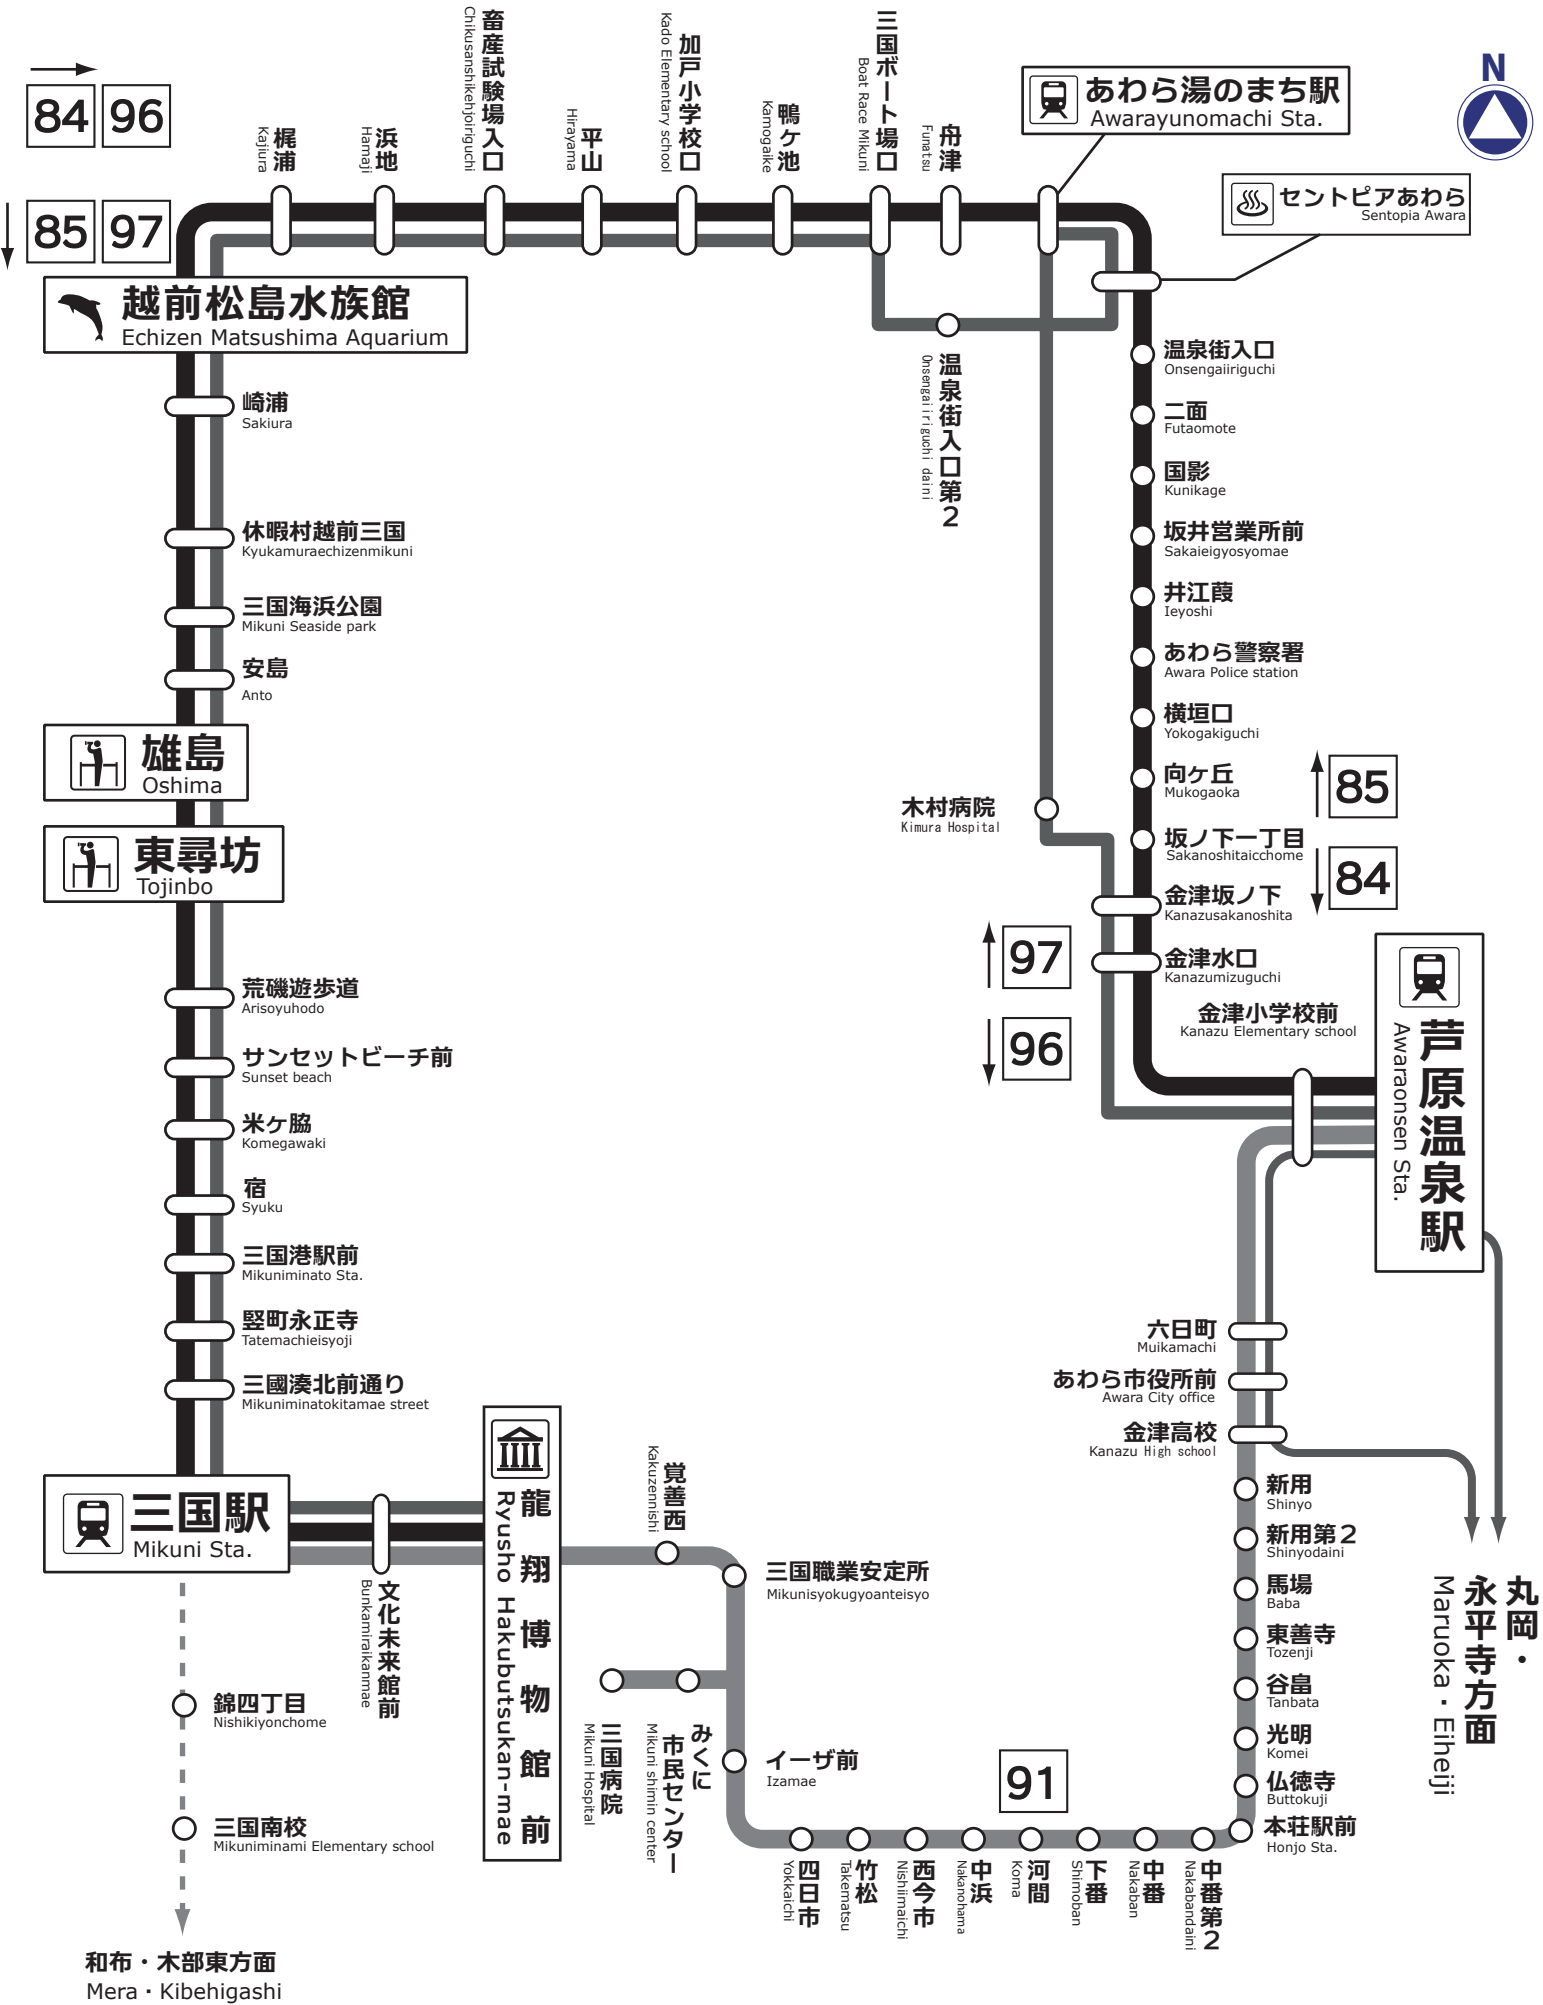 84 96
85 97
梶浦
Kajiura
浜地
Hamaji
畜産試験場入口
Chikusanshikehjoiriguchi
平山
Hirayama
加戸小学校口
Kado Elementary school
鴨ケ池
Kamogaike
三国ボート場口
Boat Race Mikuni
舟津
Funatsu
あわら湯のまち駅
Awarayunomachi Sta.
N
セントピアあわら
Sentopia Awara
越前松島水族館
Echizen Matsushima Aquarium
崎浦
Sakiura
休暇村越前三国
Kyukamuraechizenmikuni
三国海浜公園
Mikuni Seaside park
安島
Anto
雄島
Oshima
東尋坊
Tojinbo
荒磯遊歩道
Arisoyuhodo
サンセットビーチ前
Sunset beach
米ケ脇
Komegawaki
宿
Syuku
三国港駅前
Mikuniminato Sta.
竪町永正寺
Tatemachieisyoji
三國湊北前通り
Mikuniminatokitamae street
三国駅
Mikuni Sta.
錦四丁目
Nishikiyonchome
三国南校
Mikuniminami Elementary school
和布・木部東方面
Mera・Kibehigashi
文化未来館前
Bunkamiraikanmae
龍翔博物館前
Ryusho Hakubutsukan-mae
覚善西
Kakuzennishi
三国職業安定所
Mikunisyokugyoanteisyo
三国病院
Mikuni Hospital
みくに
市民センター
Mikuni shimin center
イーザ前
Izamae
四日市
Yokkaichi
竹松
Takematsu
西今市
Nishiimaichi
中浜
Nakanohama
河間
Koma
下番
Shimoban
中番
Nakaban
中番第2
Nakabandaini
91
本荘駅前
Honjo Sta.
仏徳寺
Buttokuji
光明
Komei
谷畠
Tanbata
東善寺
Tozenji
馬場
Baba
新用第2
Shinyodaini
新用
Shinyo
金津高校
Kanazu High school
あわら市役所前
Awara City office
六日町
Muikamachi
温泉街入口第2
Onsengaiiriguchi daini
温泉街入口
Onsengaiiriguchi
二面
Futaomote
国影
Kunikage
坂井営業所前
Sakaieigyosyomae
井江葭
Ieyoshi
あわら警察署
Awara Police station
横垣口
Yokogakiguchi
向ケ丘
Mukogaoka
坂ノ下一丁目
Sakanoshitaicchome
金津坂ノ下
Kanazusakanoshita
金津水口
Kanazumizuguchi
金津小学校前
Kanazu Elementary school
木村病院
Kimura Hospital
85
84
97
96
芦原温泉駅
Awaraonsen Sta.
丸岡・
永平寺方面
Maruoka・Eiheiji